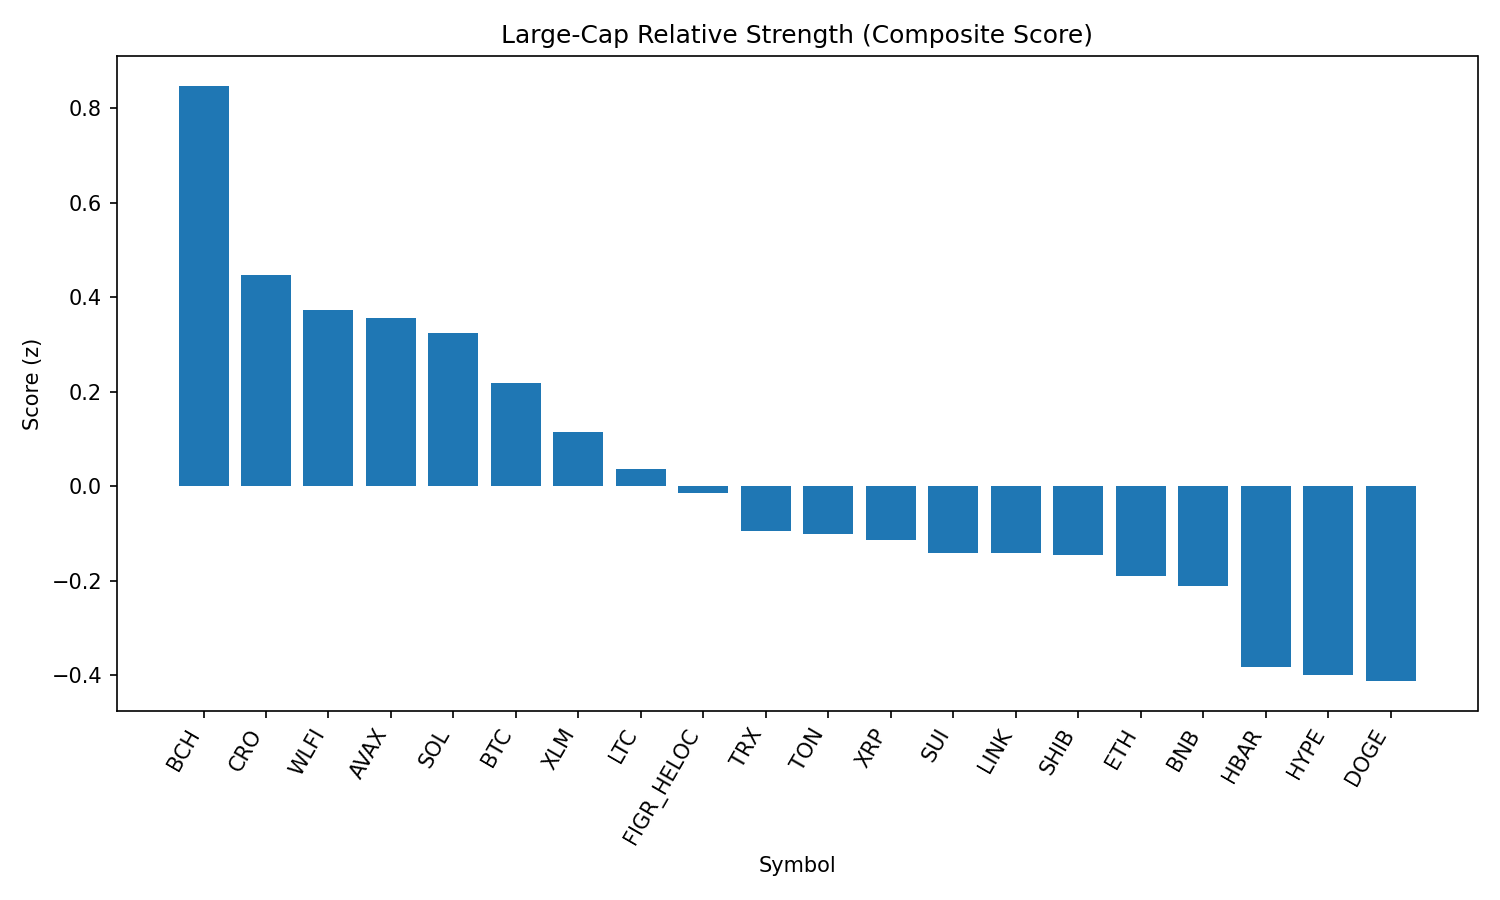 Large-Cap Relative Strength (Composite Score)
Score (z)
0.8
0.6
0.4
0.2
0.0
−0.2
−0.4
BCH
CRO
WLFI
AVAX
SOL
BTC
XLM
LTC
FIGR_HELOC
TRX
TON
XRP
SUI
LINK
SHIB
ETH
BNB
HBAR
HYPE
DOGE
Symbol